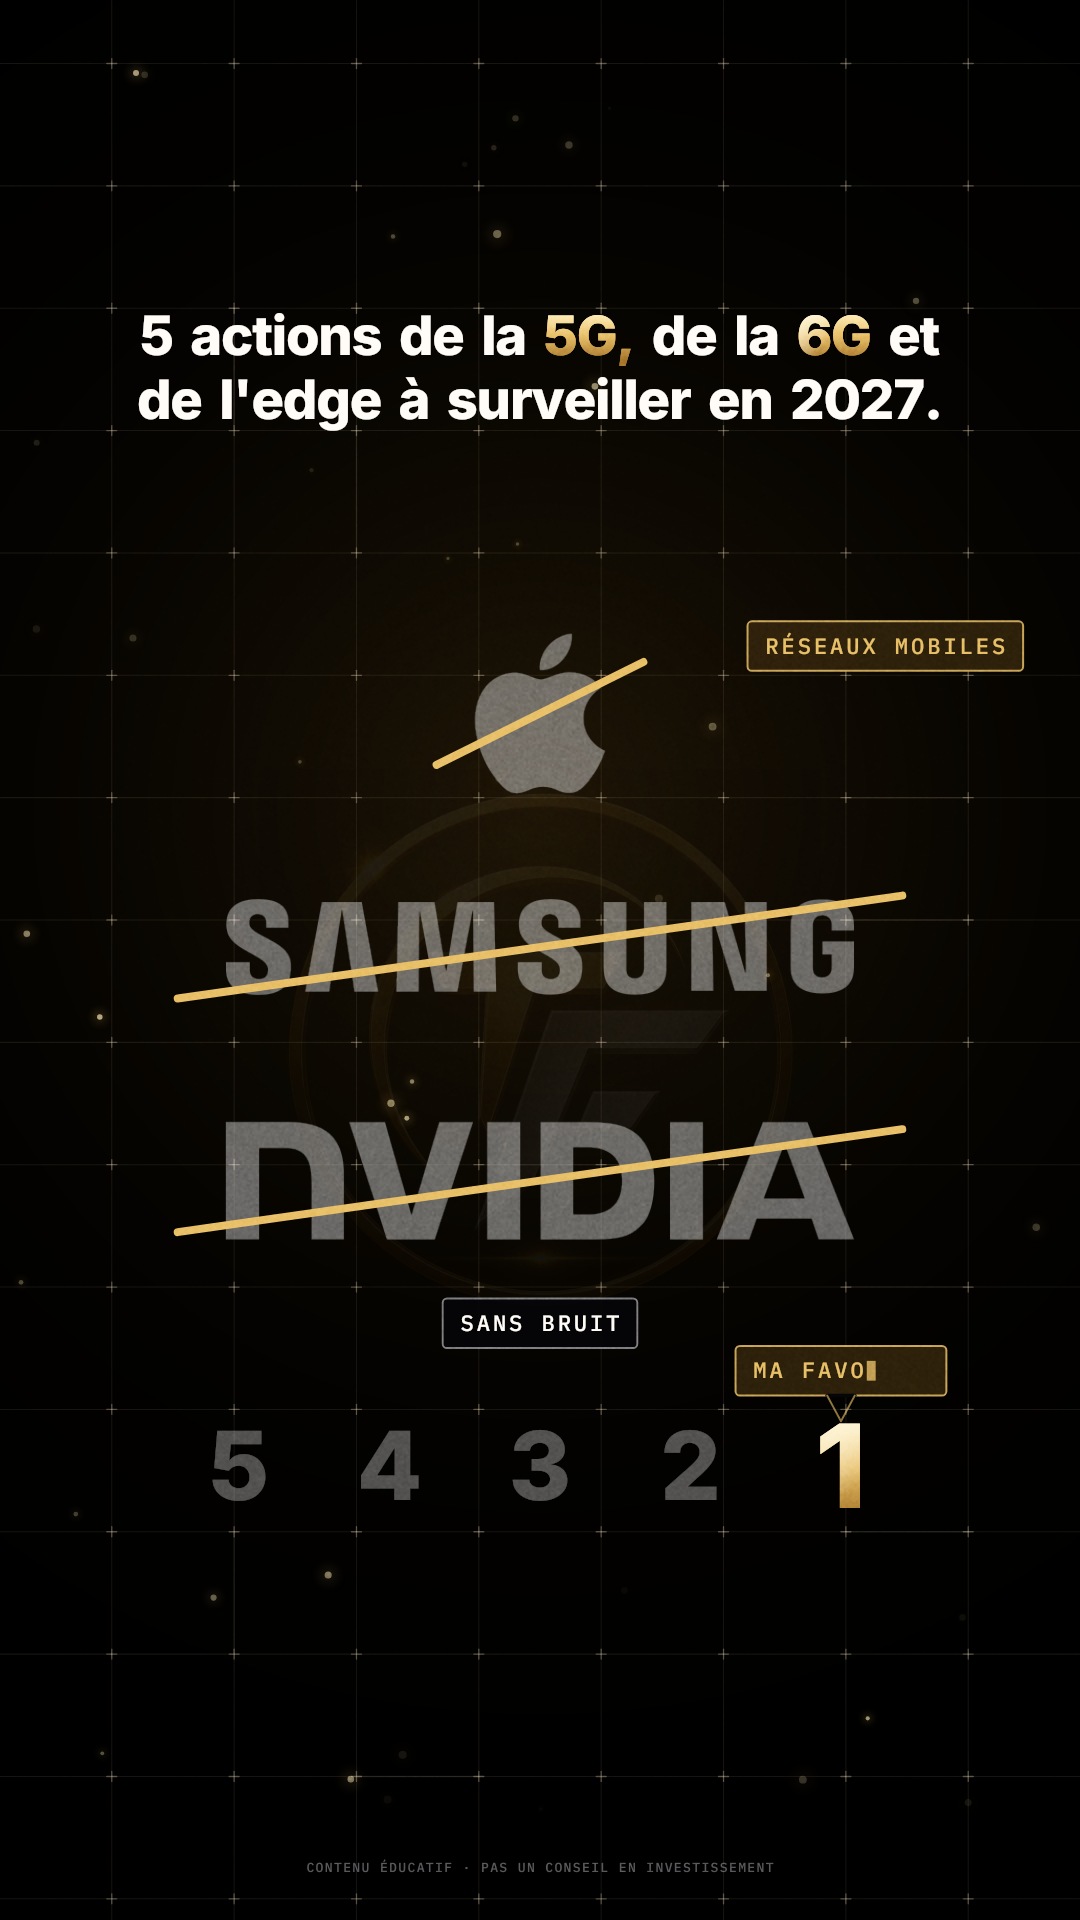 5 actions de la 5G, de la 6G et
de l'edge à surveiller en 2027.
RÉSEAUX MOBILES
SAMSUNG
NVIDIA
SANS BRUIT
MA FAVO
5 4 3 2 1
CONTENU ÉDUCATIF · PAS UN CONSEIL EN INVESTISSEMENT